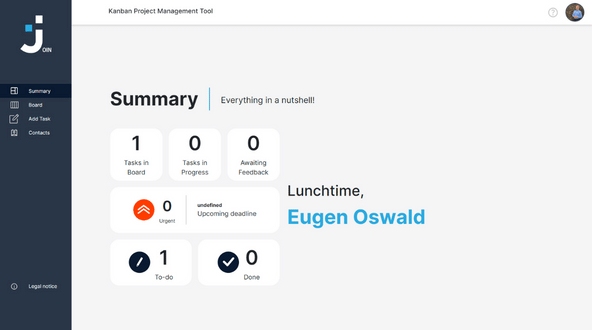 Kanban Project Management Tool
JOIN
Summary
Board
Add Task
Contacts
Legal notice
Summary
Everything in a nutshell!
1
Tasks in
Board
0
Tasks in
Progress
0
Awaiting
Feedback
0
Urgent
undefined
Upcoming deadline
1
To-do
0
Done
Lunchtime,
Eugen Oswald